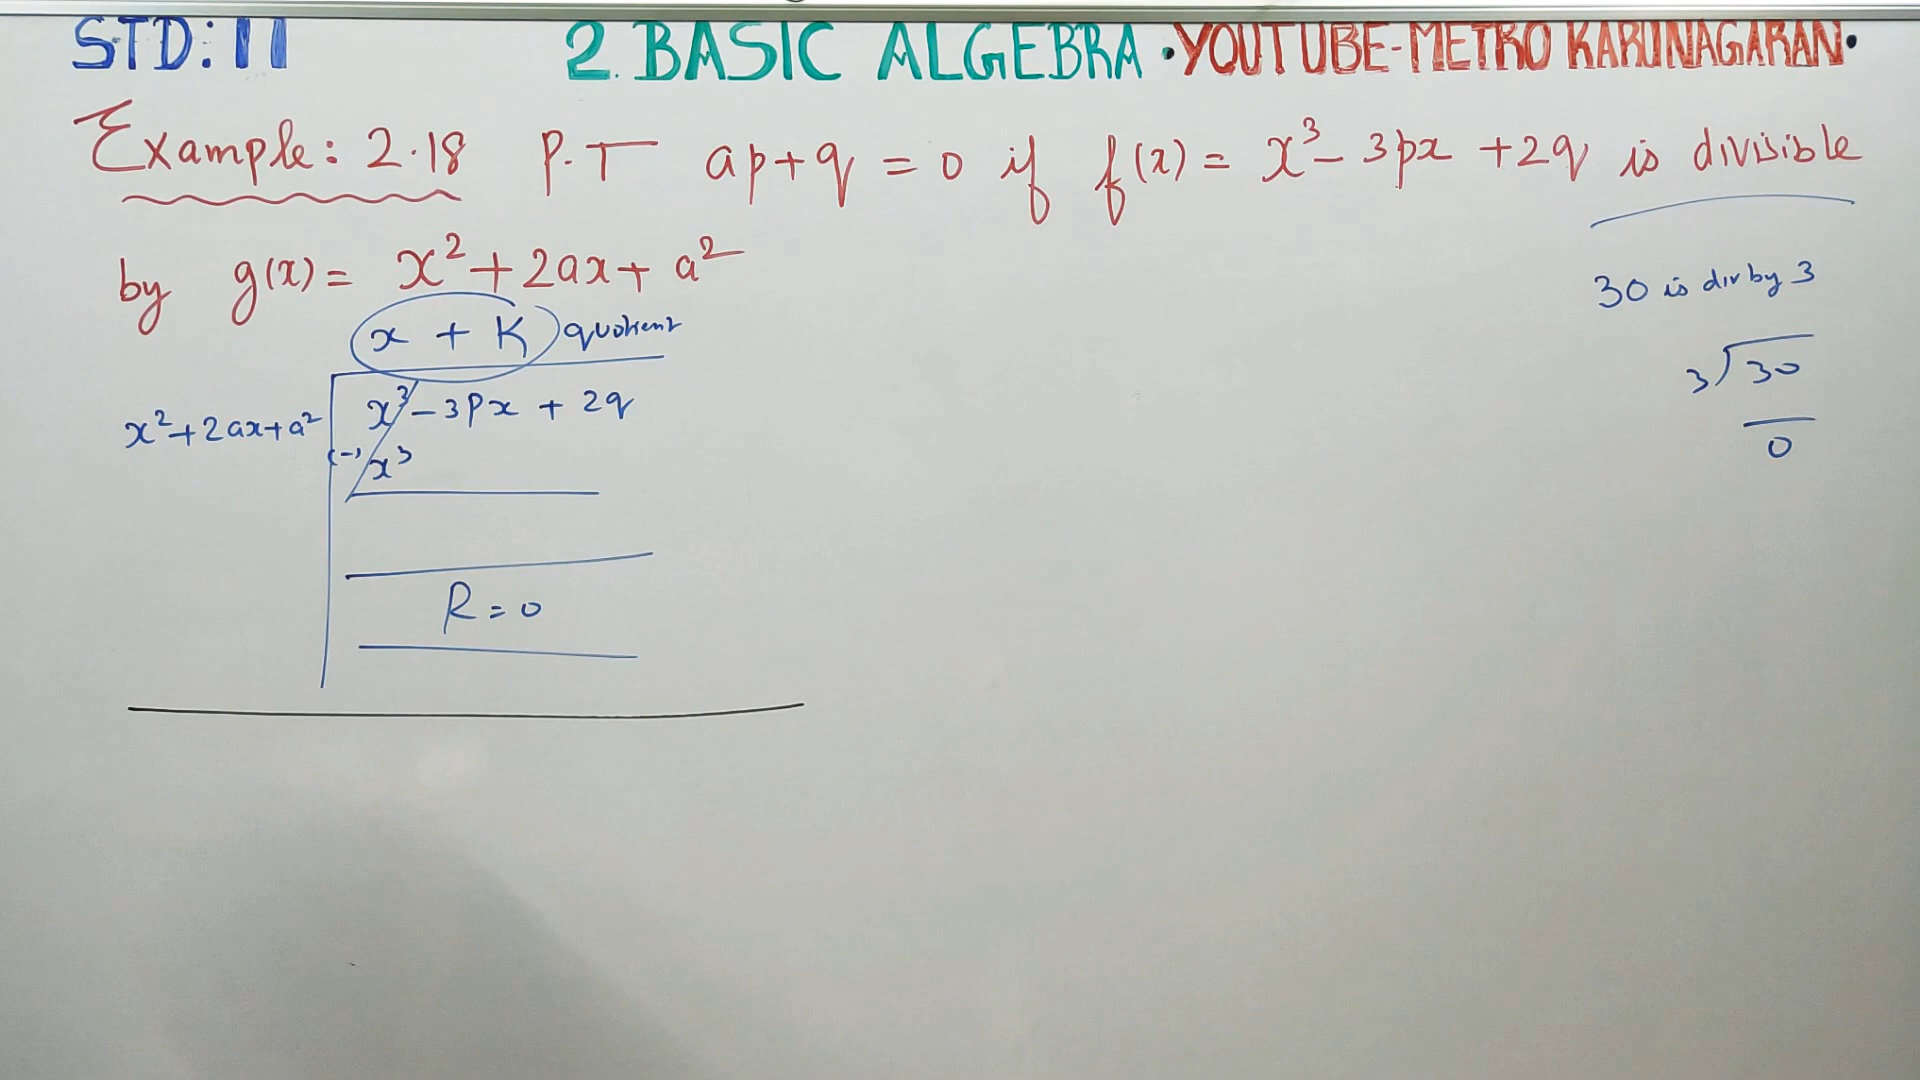 STD: 11 2. BASIC ALGEBRA • YOUTUBE-METRO KARUNAGARAN •
Example: 2.18 P.T ap+q = 0 if f(x) = x³ - 3px + 2q is divisible
by g(x) = x² + 2ax + a²
30 is div by 3
x + K quotient
3 30
x² + 2ax + a² x³ - 3px + 2q
0
(-) x³
R = 0